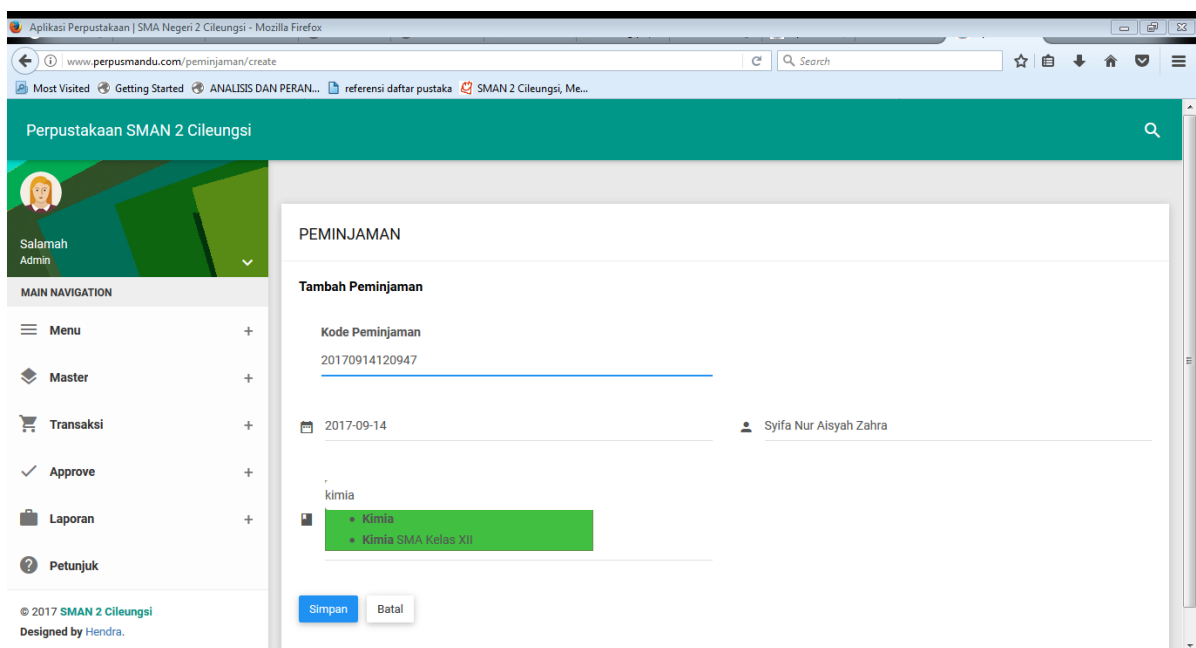 Aplikasi Perpustakaan | SMA Negeri 2 Cileungsi - Mozilla Firefox
www.perpusmandu.com/peminjaman/create
Search
Most Visited Getting Started ANALISIS DAN PERAN... referensi daftar pustaka SMAN 2 Cileungsi, Me...
Perpustakaan SMAN 2 Cileungsi
Salamah
Admin
MAIN NAVIGATION
Menu +
Master +
Transaksi +
Approve +
Laporan +
Petunjuk
© 2017 SMAN 2 Cileungsi
Designed by Hendra.
PEMINJAMAN
Tambah Peminjaman
Kode Peminjaman
20170914120947
2017-09-14
Syifa Nur Aisyah Zahra
kimia
• Kimia
• Kimia SMA Kelas XII
Simpan Batal